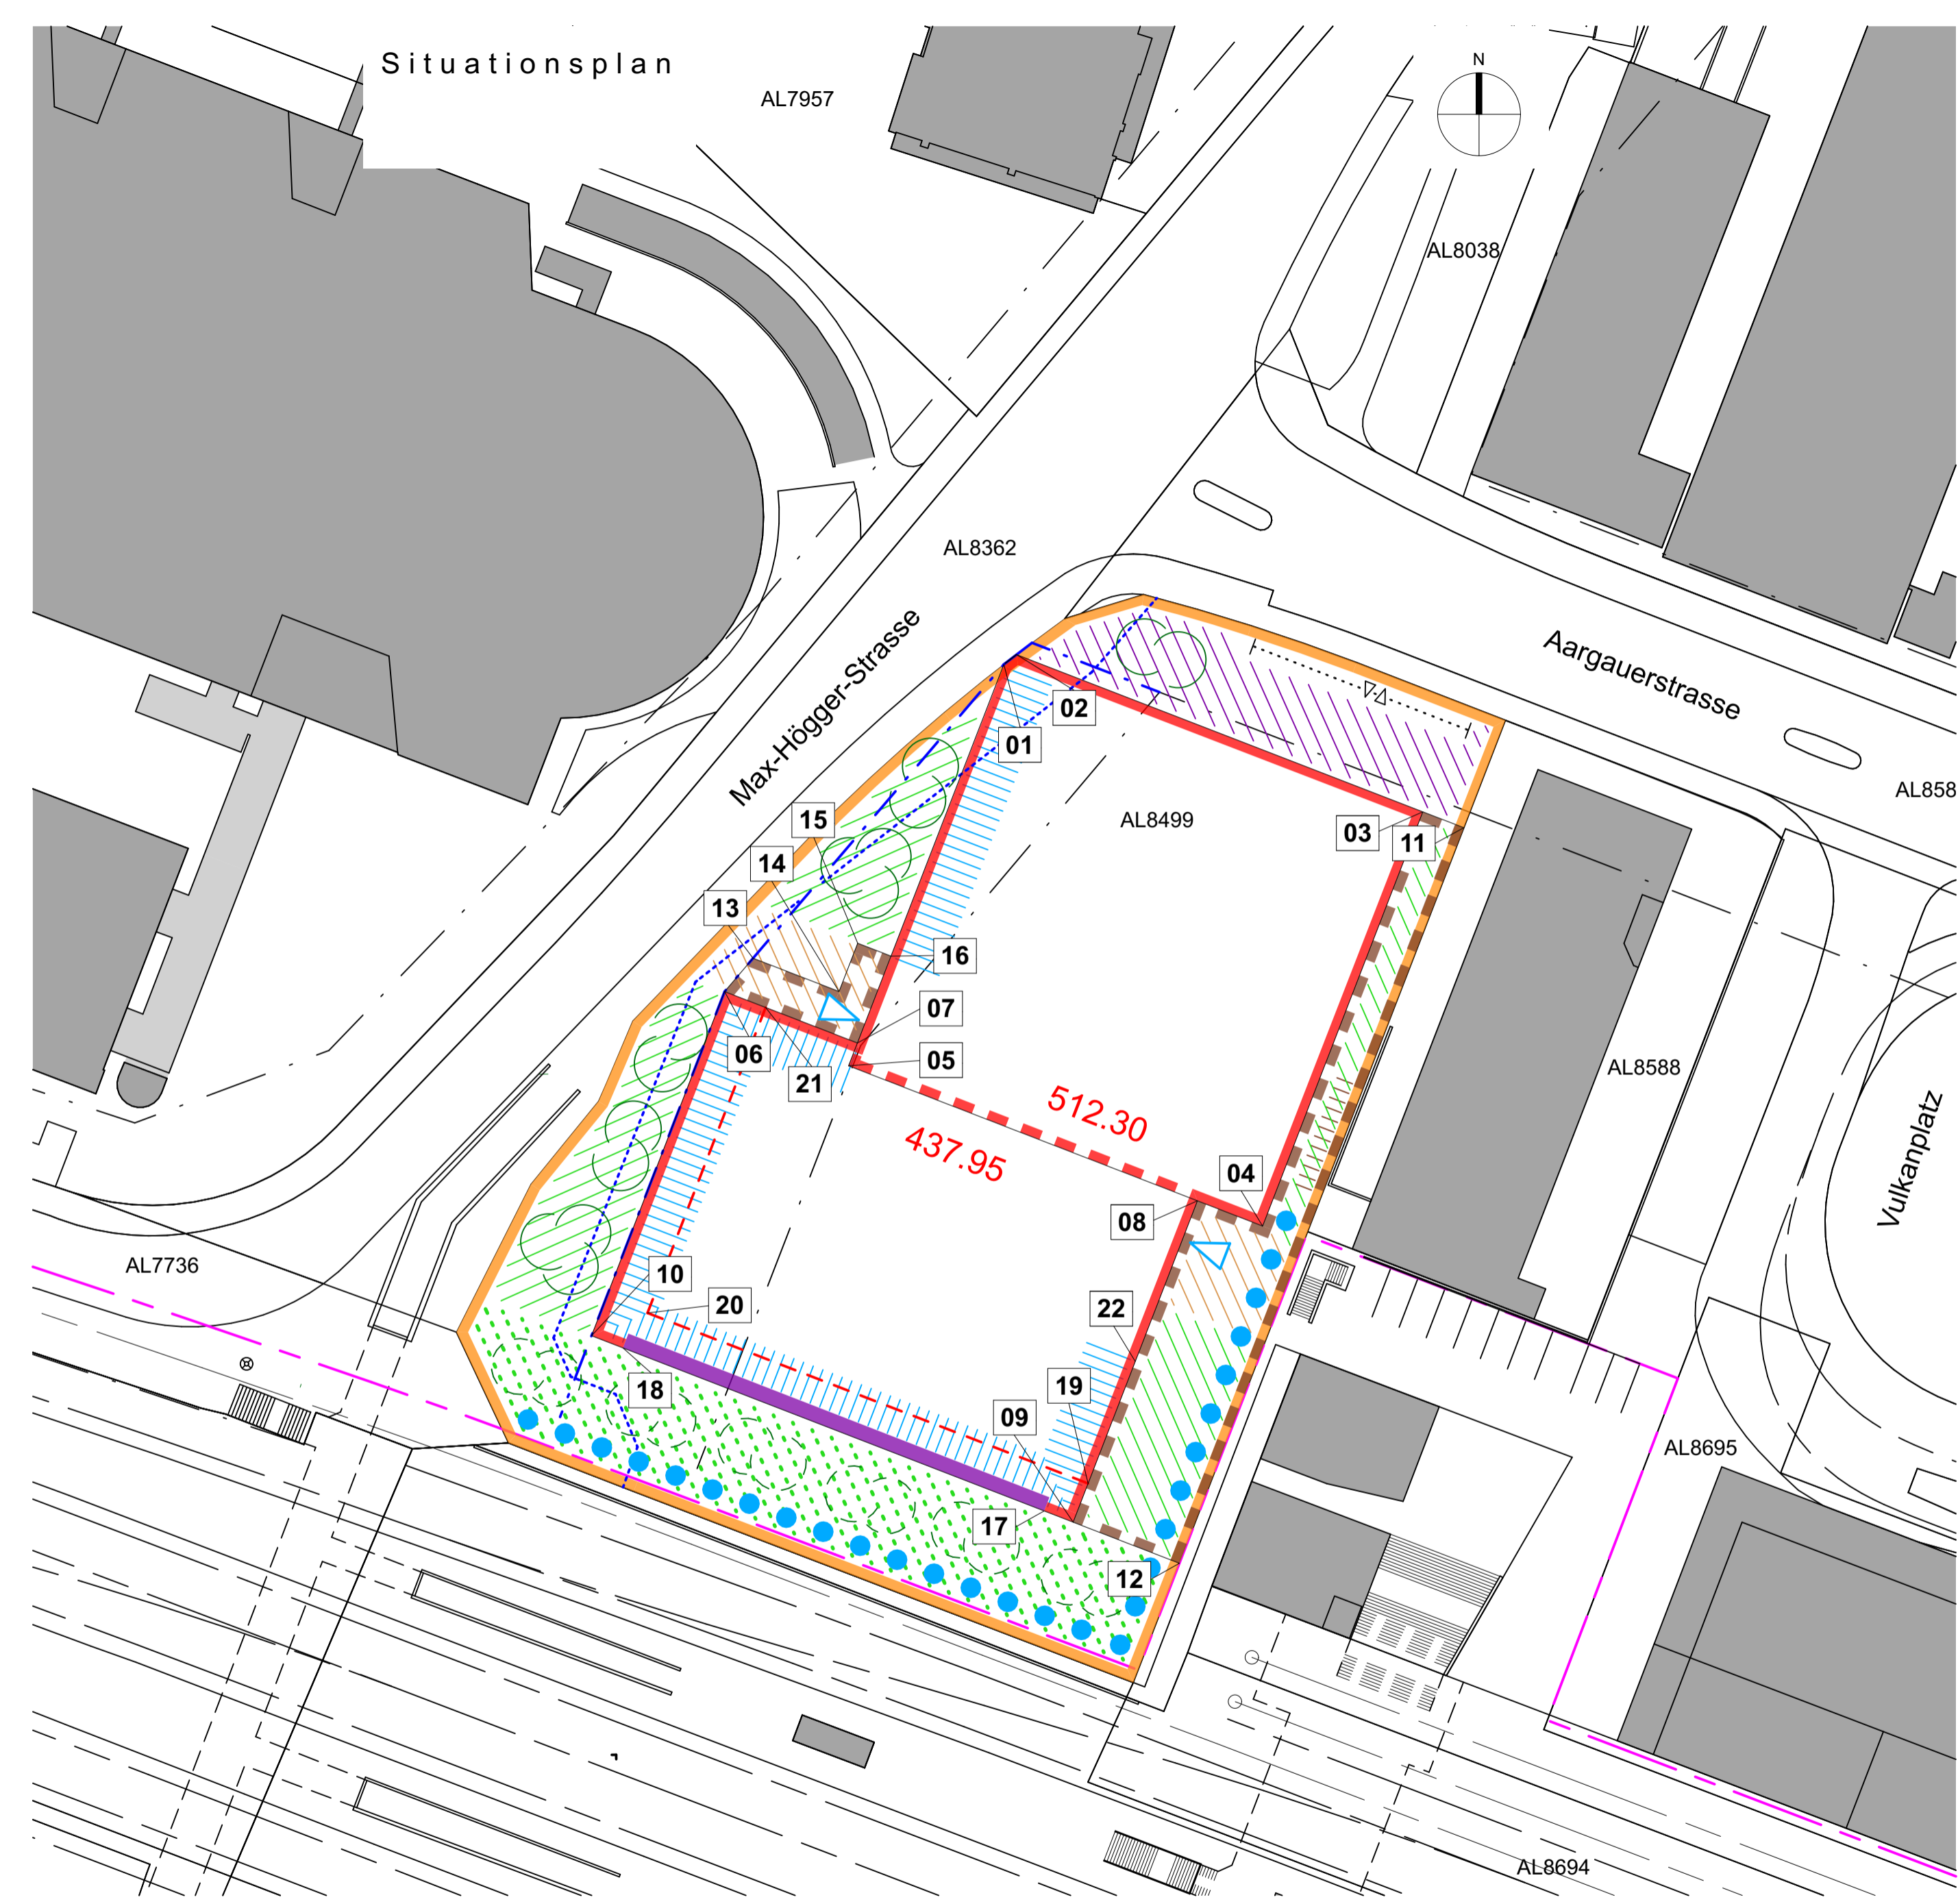 Situationsplan
N
AL7957
AL8038
AL8362
Aargauerstrasse
Max-Högger-Strasse
02
01
AL858
15
AL8499
03
11
14
13
16
07
06
05
21
AL8588
512.30
437.95
Vulkanplatz
04
08
AL7736
10
20
22
18
19
09
AL8695
17
12
AL8694